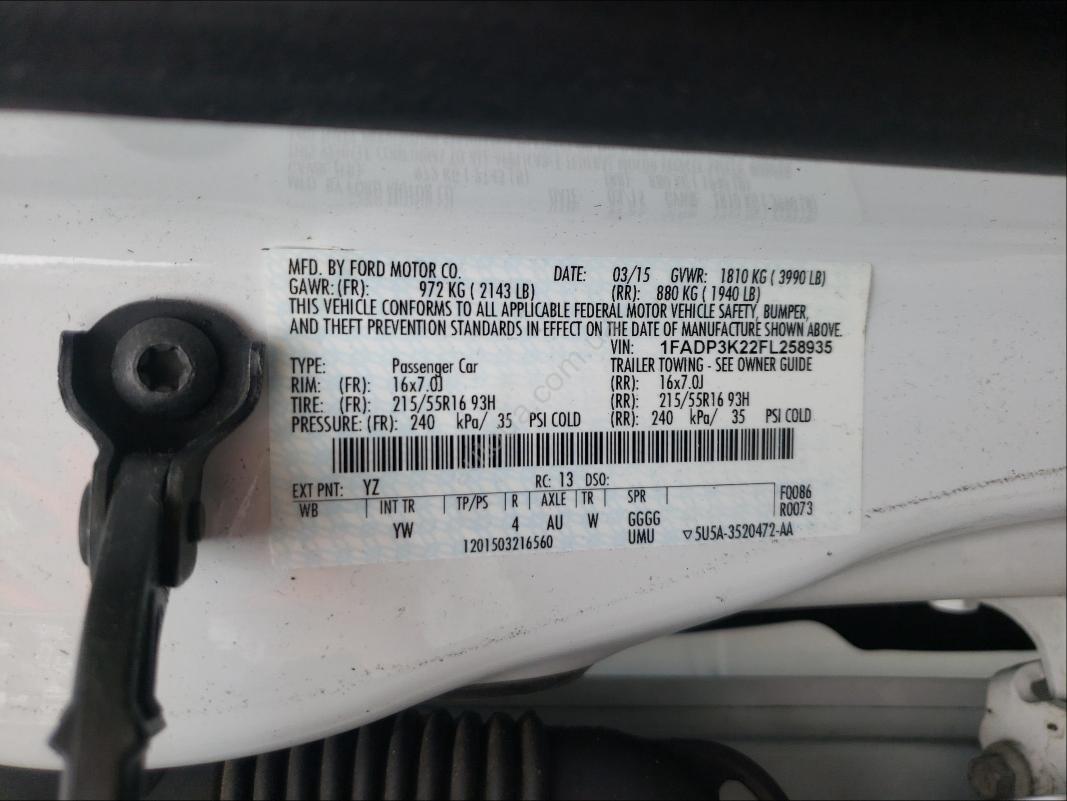 MFD. BY FORD MOTOR CO. DATE: 03/15 GVWR: 1810 KG ( 3990 LB)
GAWR: (FR): 972 KG ( 2143 LB) (RR): 880 KG ( 1940 LB)
THIS VEHICLE CONFORMS TO ALL APPLICABLE FEDERAL MOTOR VEHICLE SAFETY, BUMPER,
AND THEFT PREVENTION STANDARDS IN EFFECT ON THE DATE OF MANUFACTURE SHOWN ABOVE.
VIN: 1FADP3K22FL258935
TYPE: Passenger Car TRAILER TOWING - SEE OWNER GUIDE
RIM: (FR): 16x7.0J (RR): 16x7.0J
TIRE: (FR): 215/55R16 93H (RR): 215/55R16 93H
PRESSURE: (FR): 240 kPa/ 35 PSI COLD (RR): 240 kPa/ 35 PSI COLD
EXT PNT: YZ RC: 13 DSO: F0086
WB INT TR TP/PS R AXLE TR SPR R0073
YW 4 AU W GGGG
UMU ▽5U5A-3520472-AA
1201503216560